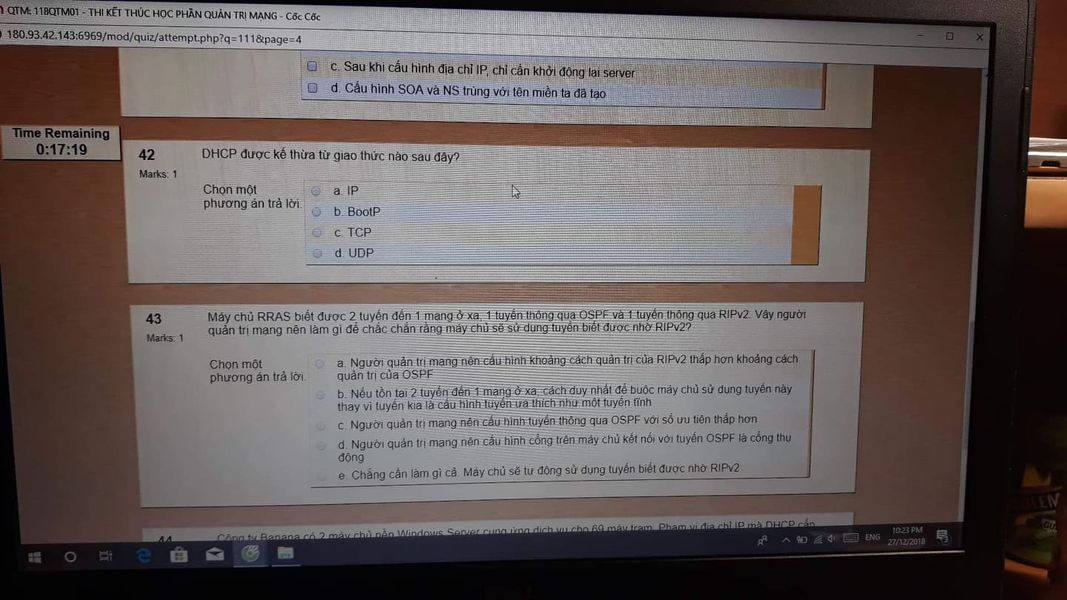 QTM: 118QTM01 - THI KẾT THÚC HỌC PHẦN QUẢN TRỊ MẠNG - Cốc Cốc
180.93.42.143:6969/mod/quiz/attempt.php?q=111&page=4
c. Sau khi cấu hình địa chỉ IP, chỉ cần khởi động lại server
d. Cấu hình SOA và NS trùng với tên miền ta đã tạo
Time Remaining
0:17:19
42
DHCP được kế thừa từ giao thức nào sau đây?
Marks: 1
Chọn một
phương án trả lời.
a. IP
b. BootP
c. TCP
d. UDP
43
Máy chủ RRAS biết được 2 tuyến đến 1 mạng ở xa, 1 tuyến thông qua OSPF và 1 tuyến thông qua RIPv2. Vậy người
quản trị mạng nên làm gì để chắc chắn rằng máy chủ sẽ sử dụng tuyến biết được nhờ RIPv2?
Marks: 1
Chọn một
phương án trả lời.
a. Người quản trị mạng nên cấu hình khoảng cách quản trị của RIPv2 thấp hơn khoảng cách
quản trị của OSPF
b. Nếu tồn tại 2 tuyến đến 1 mạng ở xa, cách duy nhất để buộc máy chủ sử dụng tuyến này
thay vì tuyến kia là cấu hình tuyến ưa thích như một tuyến tĩnh
c. Người quản trị mạng nên cấu hình tuyến thông qua OSPF với số ưu tiên thấp hơn
d. Người quản trị mạng nên cấu hình cổng trên máy chủ kết nối với tuyến OSPF là cổng thụ
động
e. Chẳng cần làm gì cả. Máy chủ sẽ tự động sử dụng tuyến biết được nhờ RIPv2
44
Công ty Banana có 2 máy chủ nền Windows Server cung ứng dịch vụ cho 69 máy trạm. Phạm vi địa chỉ IP mà DHCP cấp
ENG
10:23 PM
27/12/2018